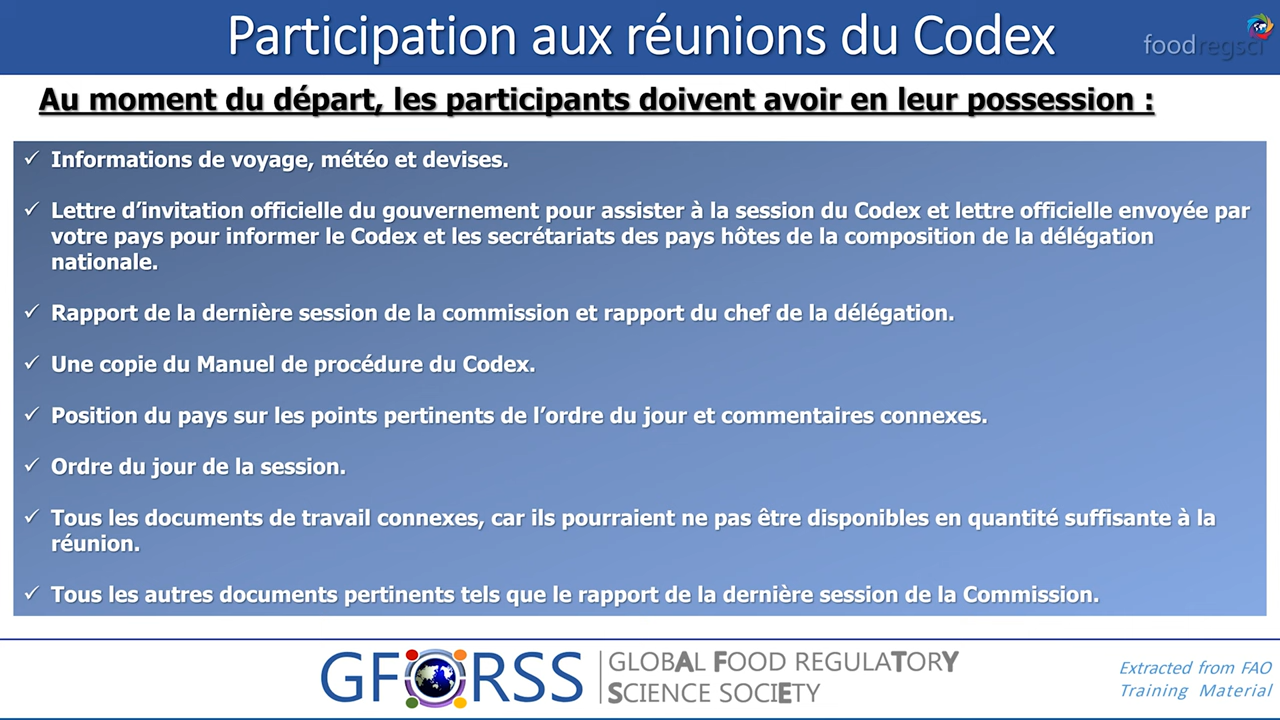 Participation aux réunions du Codex
foodregsci
Au moment du départ, les participants doivent avoir en leur possession :
✓ Informations de voyage, météo et devises.
✓ Lettre d’invitation officielle du gouvernement pour assister à la session du Codex et lettre officielle envoyée par
votre pays pour informer le Codex et les secrétariats des pays hôtes de la composition de la délégation
nationale.
✓ Rapport de la dernière session de la commission et rapport du chef de la délégation.
✓ Une copie du Manuel de procédure du Codex.
✓ Position du pays sur les points pertinents de l’ordre du jour et commentaires connexes.
✓ Ordre du jour de la session.
✓ Tous les documents de travail connexes, car ils pourraient ne pas être disponibles en quantité suffisante à la
réunion.
✓ Tous les autres documents pertinents tels que le rapport de la dernière session de la Commission.
GFORSS
GLOBAL FOOD REGULATORY
SCIENCE SOCIETY
Extracted from FAO
Training Material